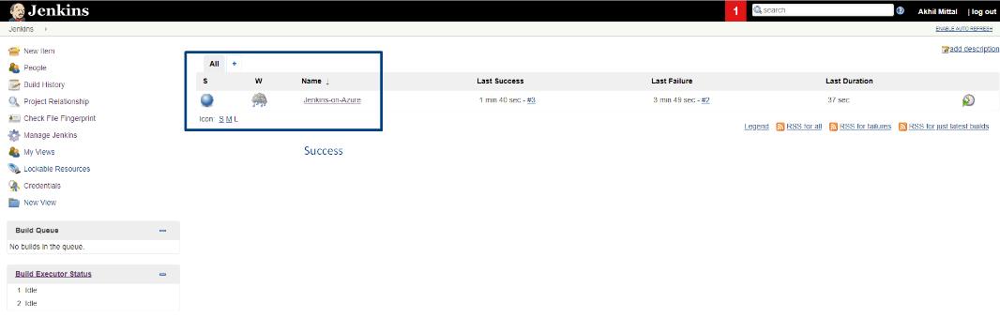 Jenkins
1 search Akhil Mittal | log out
Jenkins ENABLE AUTO REFRESH
New Item
People
Build History
Project Relationship
Check File Fingerprint
Manage Jenkins
My Views
Lockable Resources
Credentials
New View
Build Queue
No builds in the queue.
Build Executor Status
1 Idle
2 Idle
add description
All +
S W Name ↓ Last Success Last Failure Last Duration
Jenkins-on-Azure 1 min 40 sec - #3 3 min 49 sec - #2 37 sec
Icon: S M L
Legend RSS for all RSS for failures RSS for just latest builds
Success